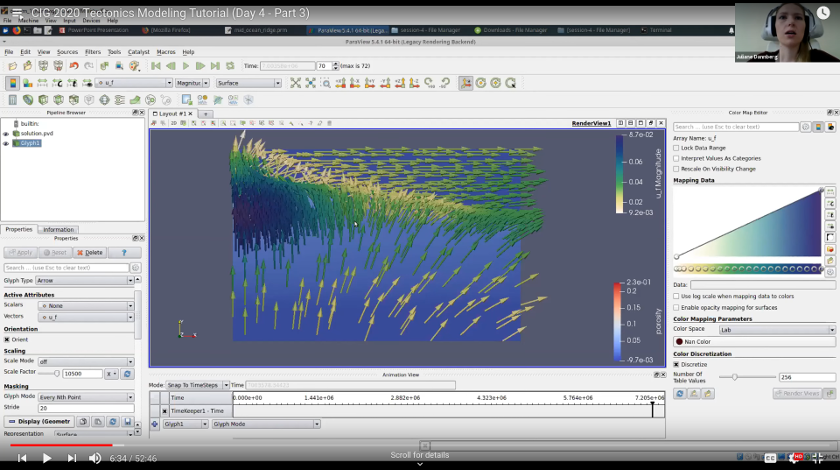 CIG 2020 Tectonics Modeling Tutorial (Day 4 - Part 3)
Applications Places System
PowerPoint Presentation
[Mozilla Firefox]
mid_ocean_ridge.prm
ParaView 5.4.1 64-bit (Lega...
session-4 - File Manager
Downloads - File Manager
[session-4 - File Manager]
Terminal
ParaView 5.4.1 64-bit (Legacy Rendering Backend)
File Edit View Sources Filters Tools Catalyst Macros Help
Time: 70 (max is 72)
u_f Magnitude Surface
Juliane Dannberg
Pipeline Browser
builtin:
solution.pvd
Glyph1
Properties Information
Properties
Apply Reset Delete ?
Search ... (use Esc to clear text)
Glyph Type Arrow
Active Attributes
Scalars None
Vectors u_f
Orientation
Orient
Scaling
Scale Mode off
Scale Factor 10500
Masking
Glyph Mode Every Nth Point
Stride 20
Display (Geometr
Representation Surface
Layout #1
RenderView1
0.06
0.04
0.02
9.2e-03
u_f Magnitude
2.3e-01
0.2
0.15
0.1
0.05
-9.7e-03
porosity
Animation View
Mode: Snap To TimeSteps Time:
Time 0.000e+00 1.441e+06 2.882e+06 4.323e+06 5.764e+06 7.205e+06
TimeKeeper1 - Time
Glyph1 Glyph Mode
Color Map Editor
Search ... (use Esc to clear text)
Array Name: u_f
Lock Data Range
Interpret Values As Categories
Rescale On Visibility Change
Mapping Data
Data:
Use log scale when mapping data to colors
Enable opacity mapping for surfaces
Color Mapping Parameters
Color Space Lab
Nan Color
Color Discretization
Discretize
Number Of Table Values 256
Render Views
6:34 / 52:46
Scroll for details
CC
HD